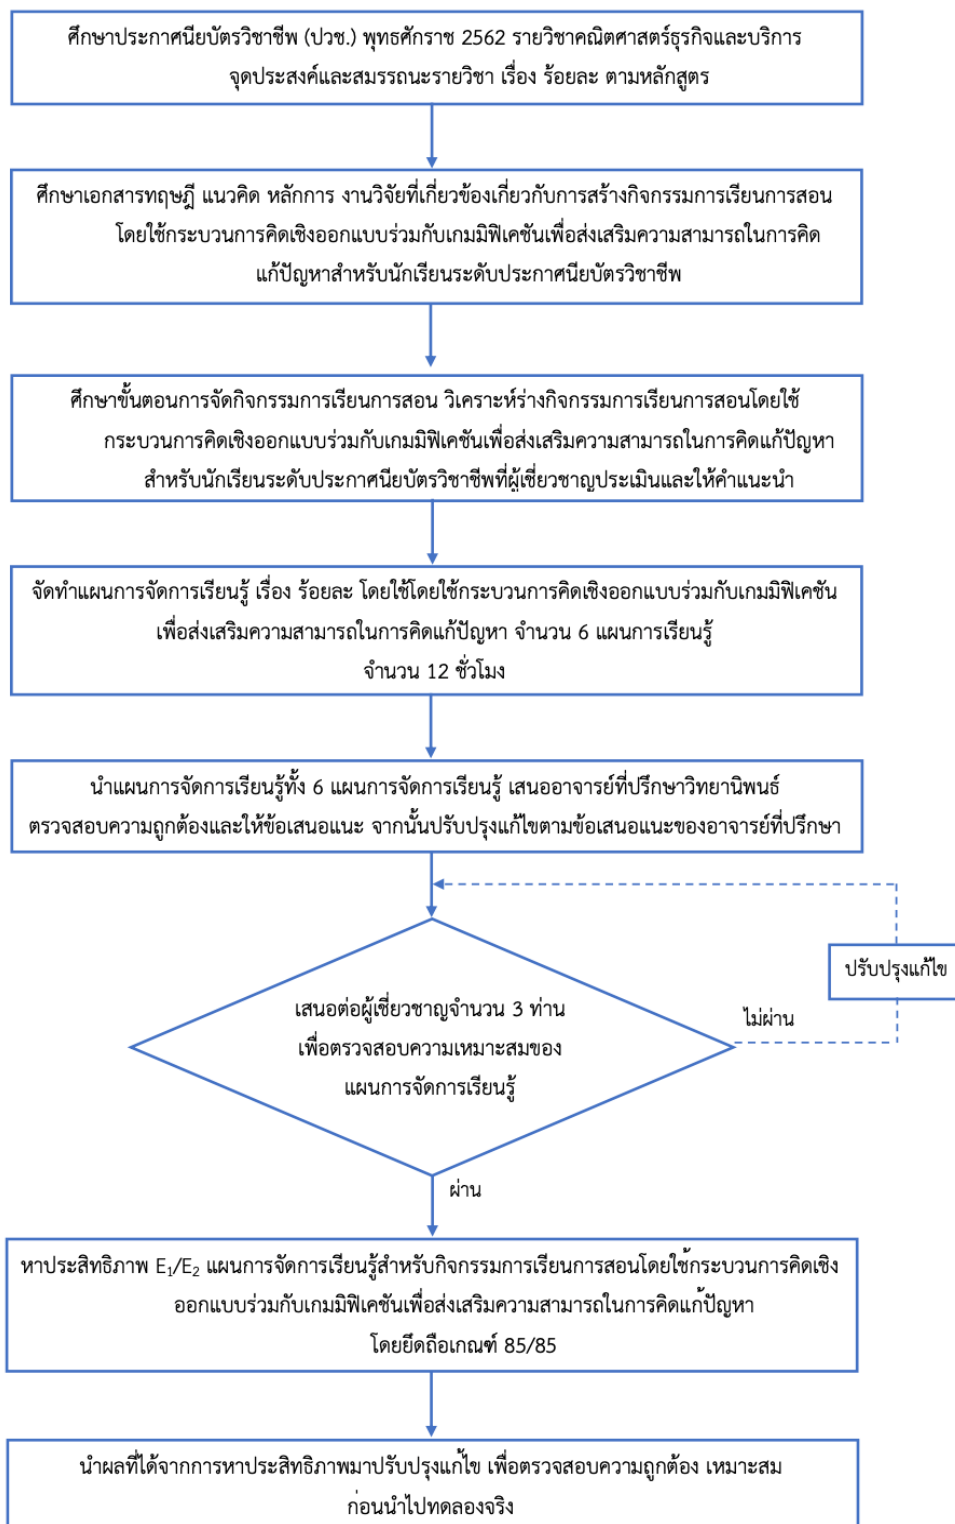 ศึกษาประกาศนียบัตรวิชาชีพ (ปวช.) พุทธศักราช 2562 รายวิชาคณิตศาสตร์ธุรกิจและบริการ
จุดประสงค์และสมรรถนะรายวิชา เรื่อง ร้อยละ ตามหลักสูตร
ศึกษาเอกสารทฤษฎี แนวคิด หลักการ งานวิจัยที่เกี่ยวข้องเกี่ยวกับการสร้างกิจกรรมการเรียนการสอน
โดยใช้กระบวนการคิดเชิงออกแบบร่วมกับเกมมิฟิเคชันเพื่อส่งเสริมความสามารถในการคิด
แก้ปัญหาสำหรับนักเรียนระดับประกาศนียบัตรวิชาชีพ
ศึกษาขั้นตอนการจัดกิจกรรมการเรียนการสอน วิเคราะห์ร่างกิจกรรมการเรียนการสอนโดยใช้
กระบวนการคิดเชิงออกแบบร่วมกับเกมมิฟิเคชันเพื่อส่งเสริมความสามารถในการคิดแก้ปัญหา
สำหรับนักเรียนระดับประกาศนียบัตรวิชาชีพที่ผู้เชี่ยวชาญประเมินและให้คำแนะนำ
จัดทำแผนการจัดการเรียนรู้ เรื่อง ร้อยละ โดยใช้โดยใช้กระบวนการคิดเชิงออกแบบร่วมกับเกมมิฟิเคชัน
เพื่อส่งเสริมความสามารถในการคิดแก้ปัญหา จำนวน 6 แผนการเรียนรู้
จำนวน 12 ชั่วโมง
นำแผนการจัดการเรียนรู้ทั้ง 6 แผนการจัดการเรียนรู้ เสนออาจารย์ที่ปรึกษาวิทยานิพนธ์
ตรวจสอบความถูกต้องและให้ข้อเสนอแนะ จากนั้นปรับปรุงแก้ไขตามข้อเสนอแนะของอาจารย์ที่ปรึกษา
ปรับปรุงแก้ไข
เสนอต่อผู้เชี่ยวชาญจำนวน 3 ท่าน
ไม่ผ่าน
เพื่อตรวจสอบความเหมาะสมของ
แผนการจัดการเรียนรู้
ผ่าน
หาประสิทธิภาพ E₁/E₂ แผนการจัดการเรียนรู้สำหรับกิจกรรมการเรียนการสอนโดยใช้กระบวนการคิดเชิง
ออกแบบร่วมกับเกมมิฟิเคชันเพื่อส่งเสริมความสามารถในการคิดแก้ปัญหา
โดยยึดถือเกณฑ์ 85/85
นำผลที่ได้จากการหาประสิทธิภาพมาปรับปรุงแก้ไข เพื่อตรวจสอบความถูกต้อง เหมาะสม
ก่อนนำไปทดลองจริง